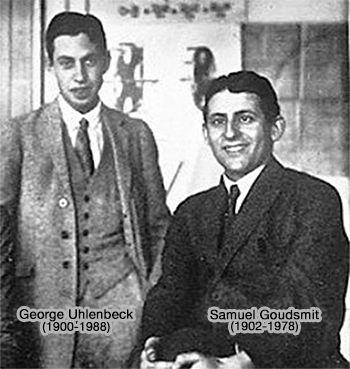 George Uhlenbeck
(1900-1988)
Samuel Goudsmit
(1902-1978)